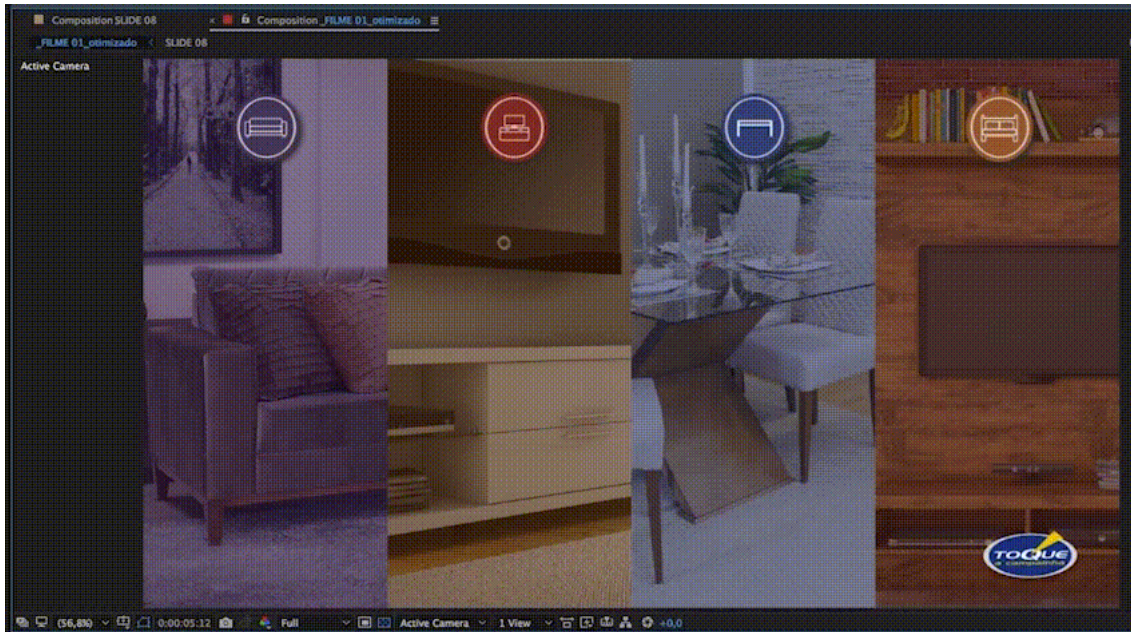 Composition SLIDE 08
× Composition _FILME 01_otimizado ≡
_FILME 01_otimizado < SLIDE 08
Active Camera
TOQUE
a campainha
(56,8%) 0:00:05:12 Full Active Camera 1 View +0,0